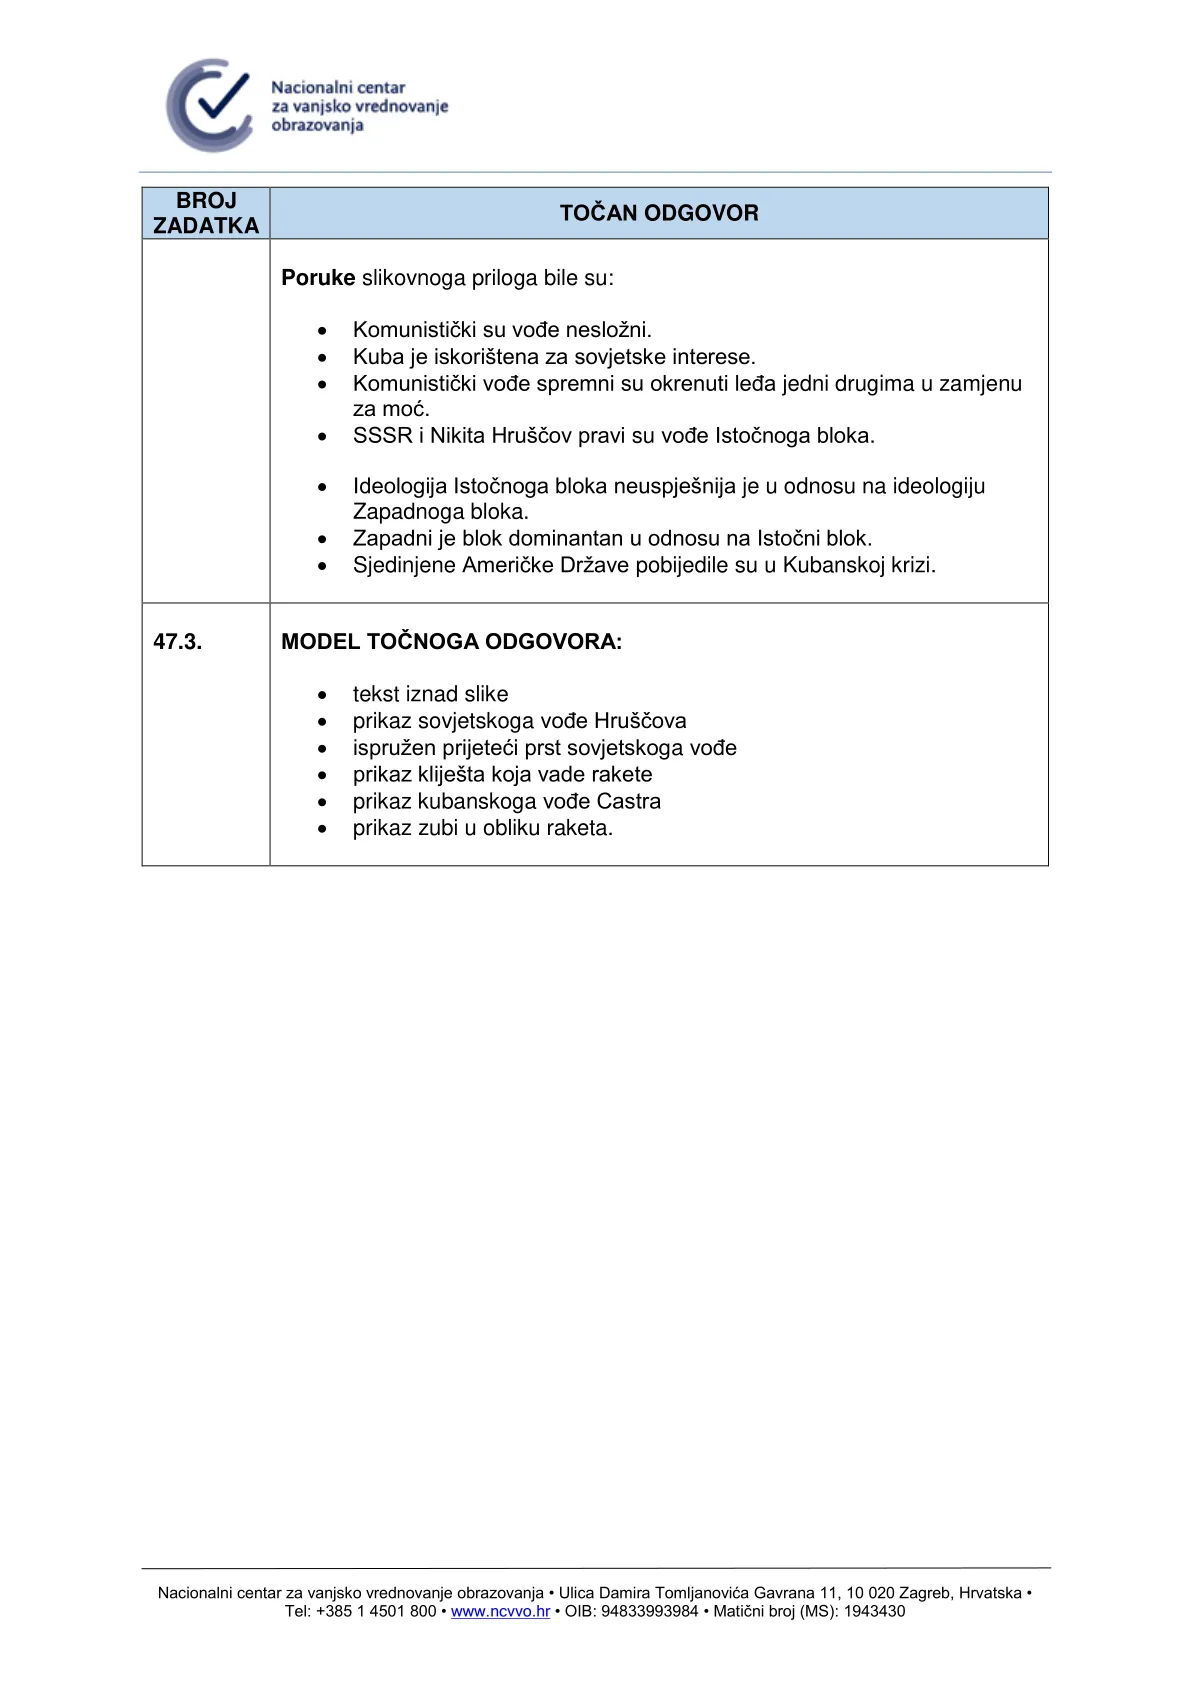 Nacionalni centar
za vanjsko vrednovanje
obrazovanja
BROJ
ZADATKA
TOČAN ODGOVOR
Poruke slikovnoga priloga bile su:
• Komunistički su vođe nesložni.
• Kuba je iskorištena za sovjetske interese.
• Komunistički vođe spremni su okrenuti leđa jedni drugima u zamjenu
za moć.
• SSSR i Nikita Hruščov pravi su vođe Istočnoga bloka.
• Ideologija Istočnoga bloka neuspješnija je u odnosu na ideologiju
Zapadnoga bloka.
• Zapadni je blok dominantan u odnosu na Istočni blok.
• Sjedinjene Američke Države pobijedile su u Kubanskoj krizi.
47.3.
MODEL TOČNOGA ODGOVORA:
• tekst iznad slike
• prikaz sovjetskoga vođe Hruščova
• ispružen prijeteći prst sovjetskoga vođe
• prikaz kliješta koja vade rakete
• prikaz kubanskoga vođe Castra
• prikaz zubi u obliku raketa.
Nacionalni centar za vanjsko vrednovanje obrazovanja • Ulica Damira Tomljanovića Gavrana 11, 10 020 Zagreb, Hrvatska •
Tel: +385 1 4501 800 • www.ncvvo.hr • OIB: 94833993984 • Matični broj (MS): 1943430